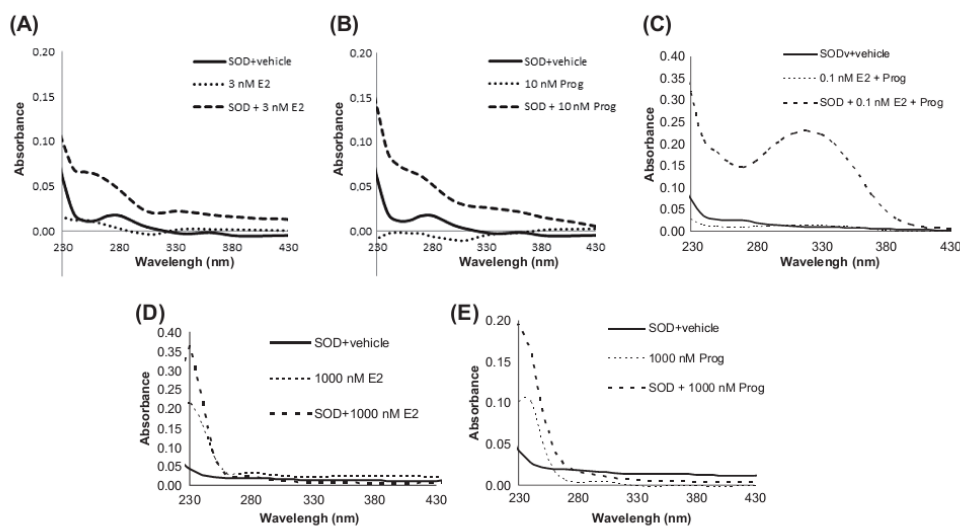 (A)
0.20
0.15
0.10
0.05
0.00
Absorbance
SOD+vehicle
3 nM E2
SOD + 3 nM E2
230 280 330 380 430
Wavelengh (nm)
(B)
0.20
0.15
0.10
0.05
0.00
Absorbance
SOD+vehicle
10 nM Prog
SOD + 10 nM Prog
230 280 330 380 430
Wavelengh (nm)
(C)
0.40
0.35
0.30
0.25
0.20
0.15
0.10
0.05
0.00
Absorbance
SODv+vehicle
0.1 nM E2 + Prog
SOD + 0.1 nM E2 + Prog
230 280 330 380 430
Wavelengh (nm)
(D)
0.40
0.35
0.30
0.25
0.20
0.15
0.10
0.05
0.00
Absorbance
SOD+vehicle
1000 nM E2
SOD+1000 nM E2
230 280 330 380 430
Wavelengh (nm)
(E)
0.20
0.15
0.10
0.05
0.00
Absorbance
SOD+vehicle
1000 nM Prog
SOD + 1000 nM Prog
230 280 330 380 430
Wavelengh (nm)